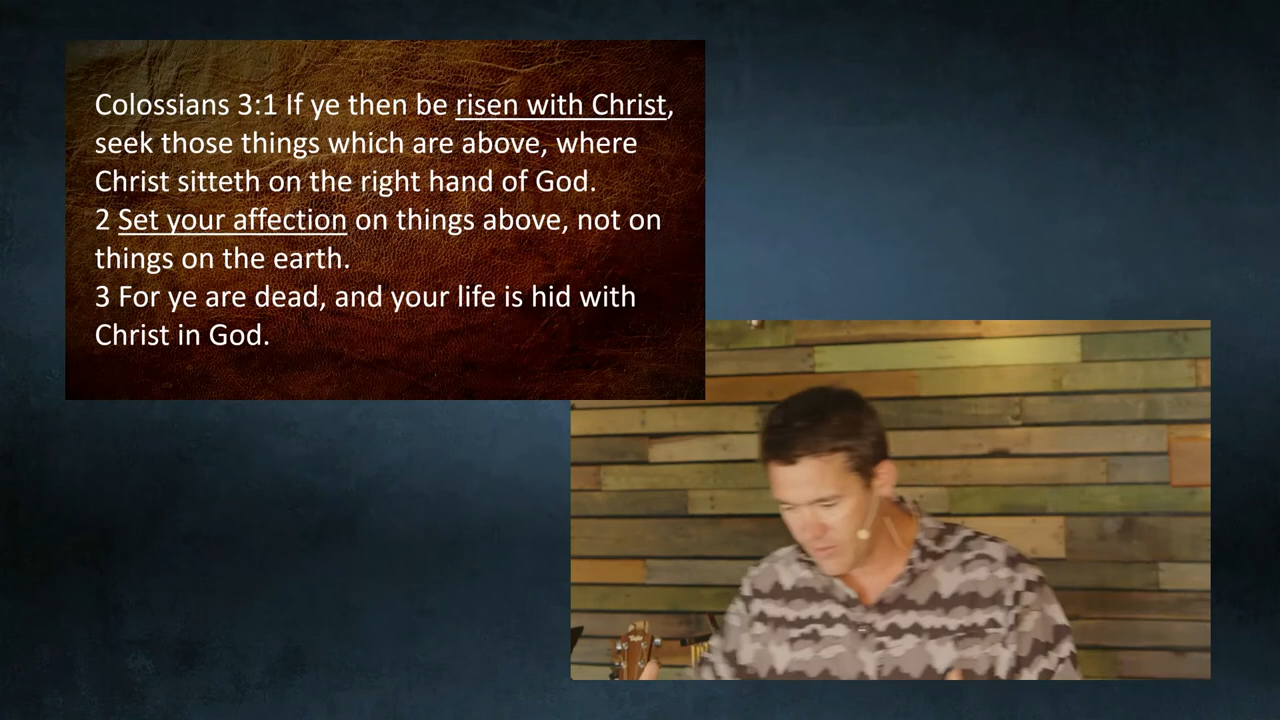 Colossians 3:1 If ye then be risen with Christ,
seek those things which are above, where
Christ sitteth on the right hand of God.
2 Set your affection on things above, not on
things on the earth.
3 For ye are dead, and your life is hid with
Christ in God.